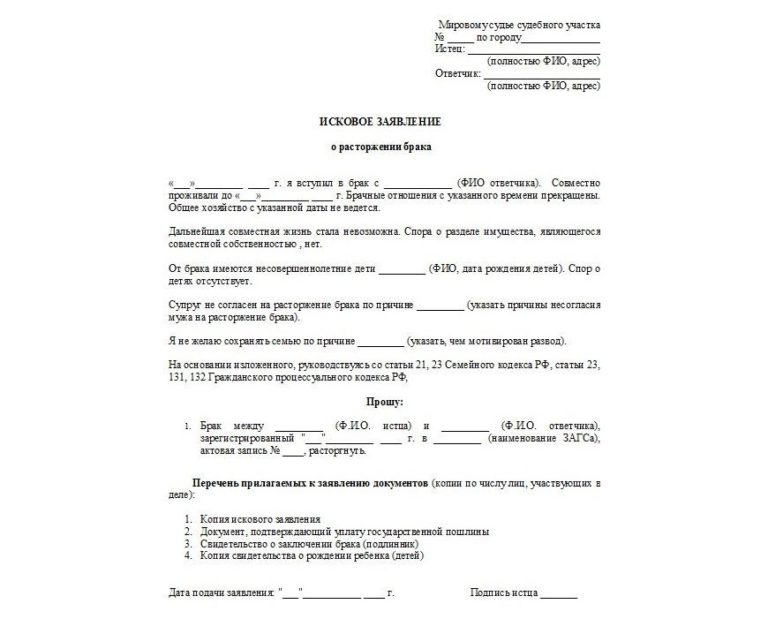 Мировому судье судебного участка
№ _____ по городу_______________
Истец: _________________________
(полностью ФИО, адрес)
Ответчик: ______________________
(полностью ФИО, адрес)
ИСКОВОЕ ЗАЯВЛЕНИЕ
о расторжении брака
«___»_________ ____ г. я вступил в брак с _____________ (ФИО ответчика). Совместно
проживали до «___»_________ ____ г. Брачные отношения с указанного времени прекращены.
Общее хозяйство с указанной даты не ведется.
Дальнейшая совместная жизнь стала невозможна. Спора о разделе имущества, являющегося
совместной собственностью , нет.
От брака имеются несовершеннолетние дети _________ (ФИО, дата рождения детей). Спор о
детях отсутствует.
Супруг не согласен на расторжение брака по причине _________ (указать причины несогласия
мужа на расторжение брака).
Я не желаю сохранять семью по причине _________ (указать, чем мотивирован развод).
На основании изложенного, руководствуясь со статьи 21, 23 Семейного кодекса РФ, статьи 23,
131, 132 Гражданского процессуального кодекса РФ,
Прошу:
1. Брак между _________ (Ф.И.О. истца) и _________ (Ф.И.О. ответчика),
зарегистрированный "___"_________ ____ г. в _________ (наименование ЗАГСа),
актовая запись № ____, расторгнуть.
Перечень прилагаемых к заявлению документов (копии по числу лиц, участвующих в
деле):
1. Копия искового заявления
2. Документ, подтверждающий уплату государственной пошлины
3. Свидетельство о заключении брака (подлинник)
4. Копия свидетельства о рождении ребенка (детей)
Дата подачи заявления: "___"___________ ____ г. Подпись истца _______